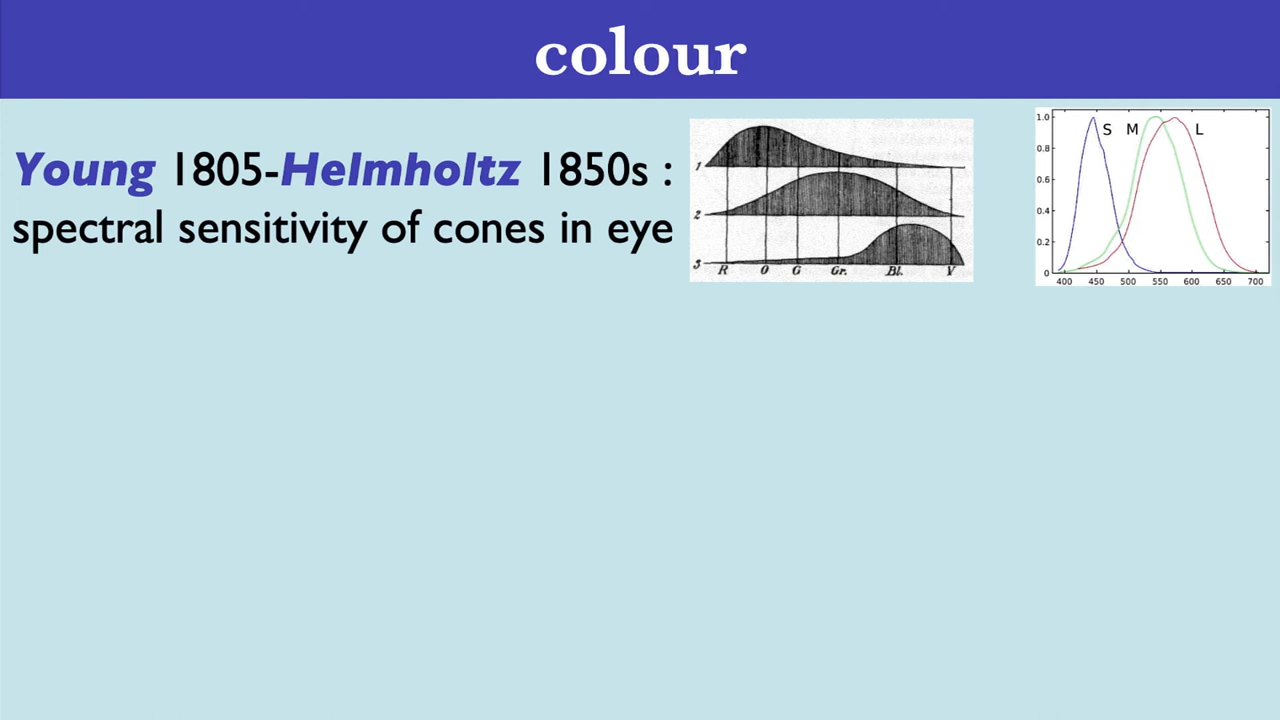 colour
Young 1805-Helmholtz 1850s :
spectral sensitivity of cones in eye
1
2
3
R O G Gr. Bl. V
S M L
1.0
0.8
0.6
0.4
0.2
0
400 450 500 550 600 650 700